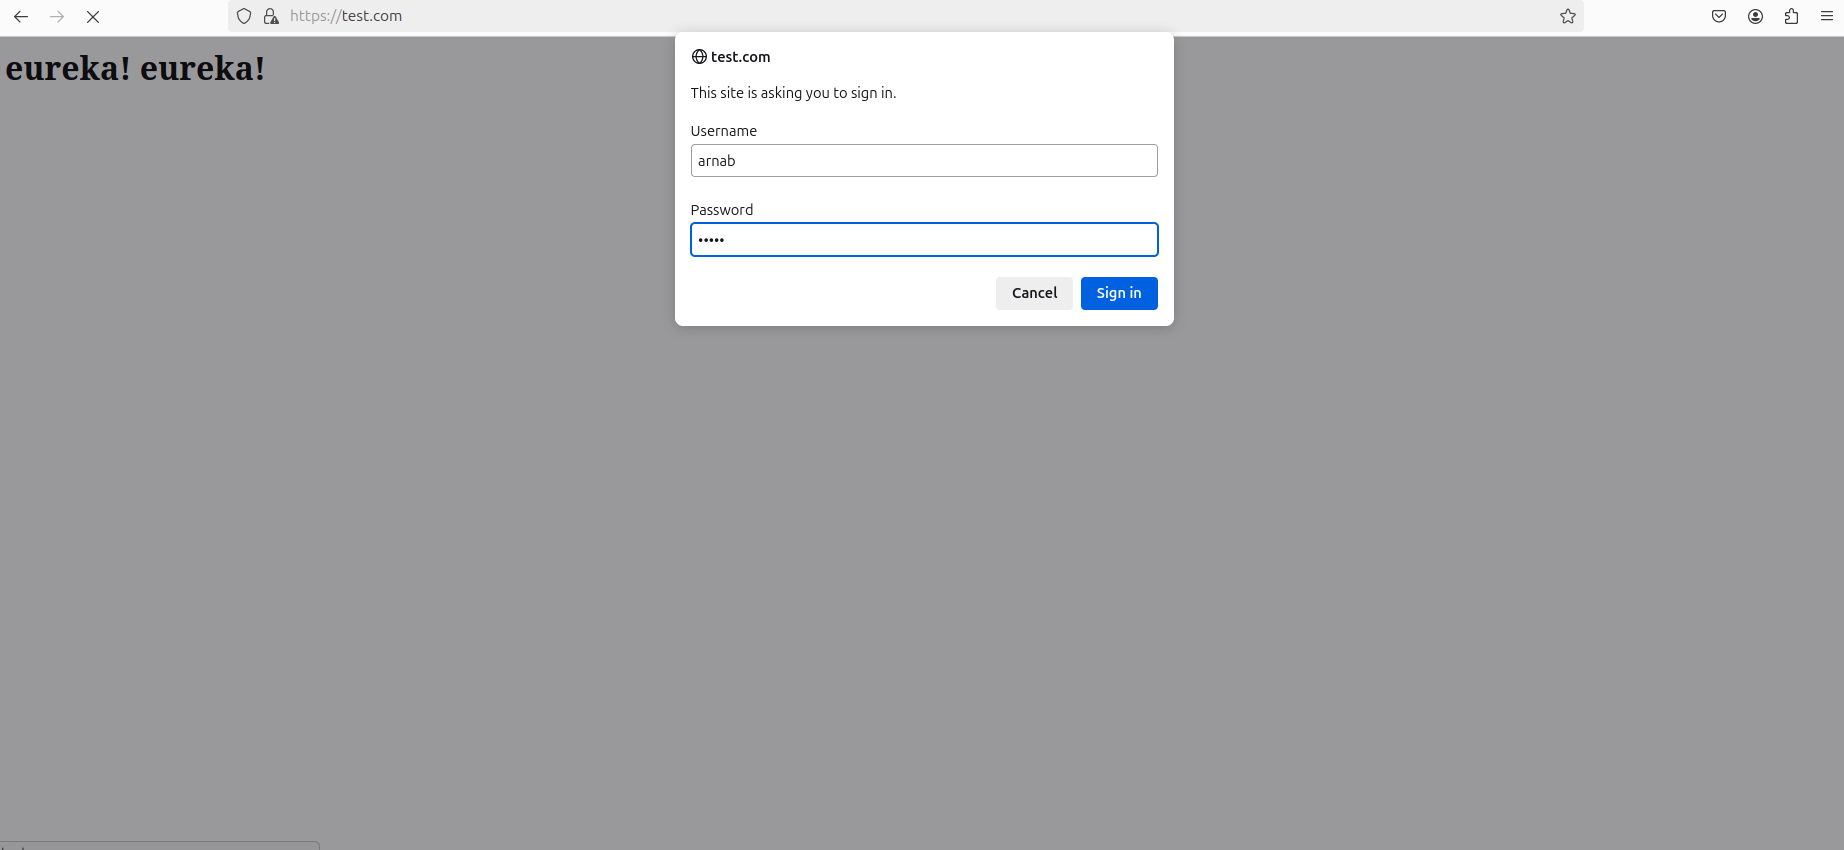 https://test.com
eureka! eureka!
test.com
This site is asking you to sign in.
Username
arnab
Password
•••••
Cancel
Sign in